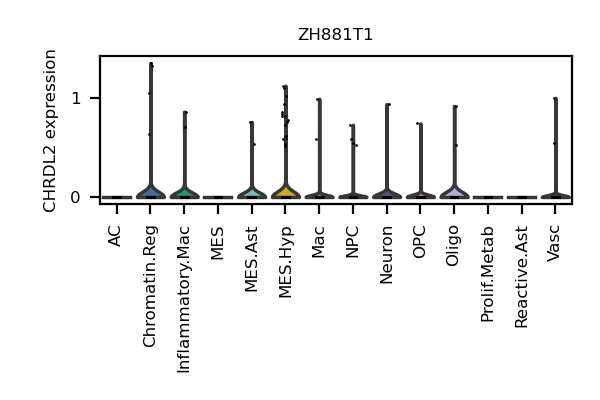 ZH881T1
CHRDL2 expression
1
0
AC
Chromatin.Reg
Inflammatory.Mac
MES
MES.Ast
MES.Hyp
Mac
NPC
Neuron
OPC
Oligo
Prolif.Metab
Reactive.Ast
Vasc